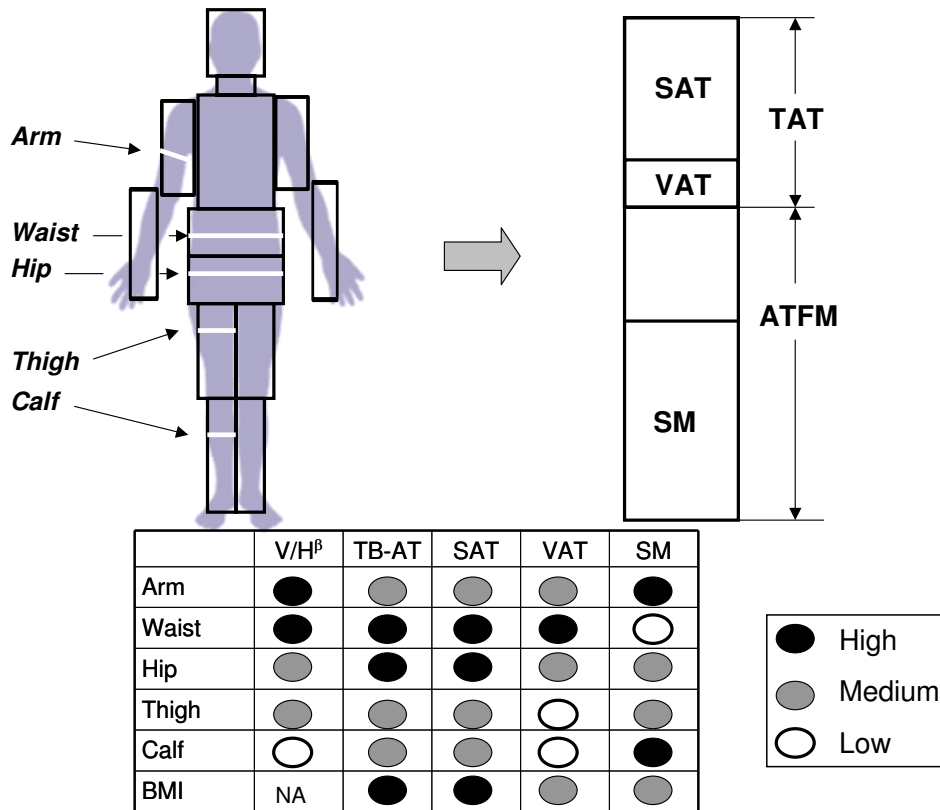 Arm
Waist
Hip
Thigh
Calf
SAT
VAT
TAT
SM
ATFM
V/Hᵝ TB-AT SAT VAT SM
Arm
Waist
Hip
Thigh
Calf
BMI NA
High
Medium
Low